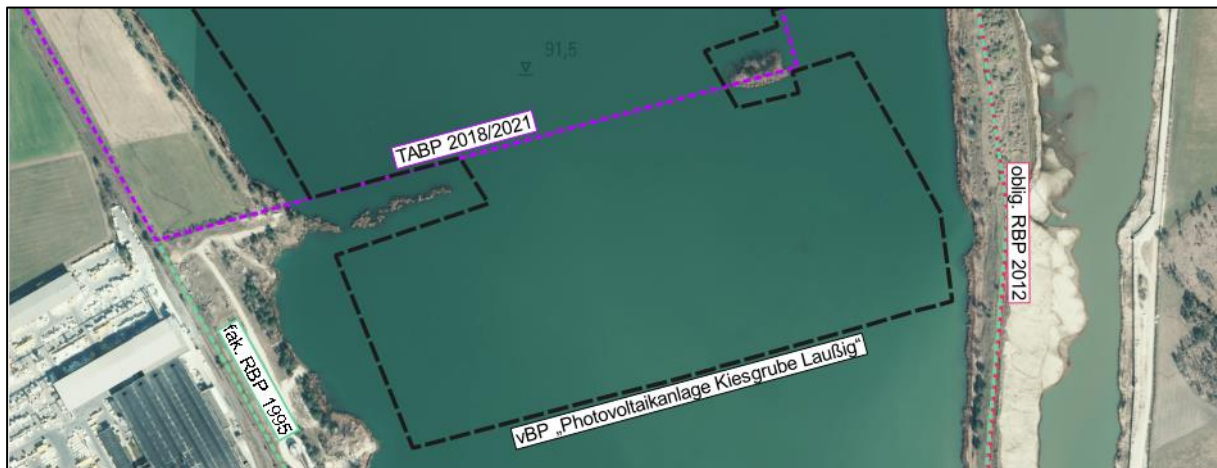 91,5
TABP 2018/2021
oblig. RBP 2012
fak. RBP 1995
vBP „Photovoltaikanlage Kiesgrube Laußig“